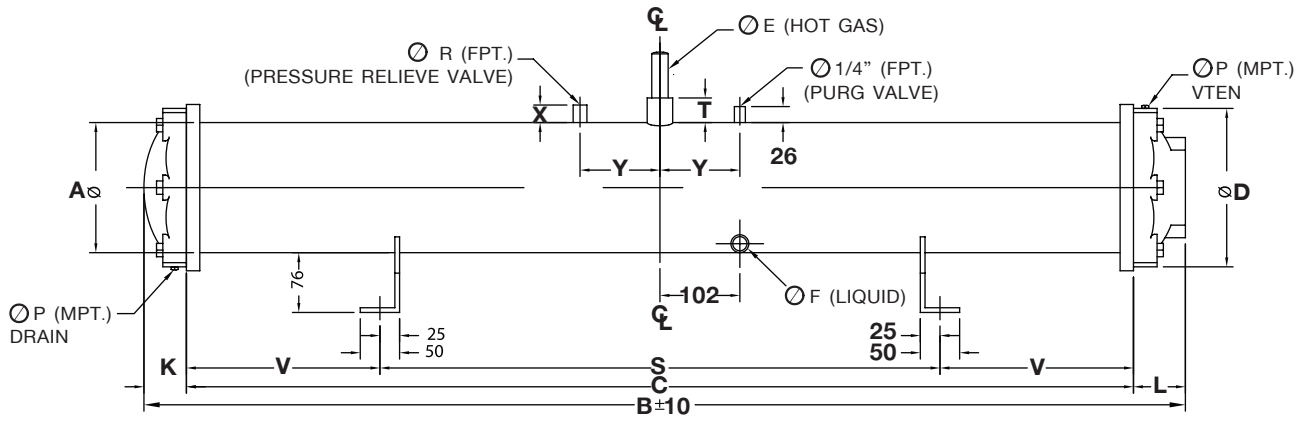 ℄
Ø E (HOT GAS)
Ø R (FPT.)
(PRESSURE RELIEVE VALVE)
Ø 1/4” (FPT.)
(PURG VALVE)
Ø P (MPT.)
VTEN
X
T
26
Y
Y
A Ø
Ø D
76
102
Ø F (LIQUID)
℄
Ø P (MPT.)
DRAIN
25
50
25
50
K
V
S
V
C
L
B±10